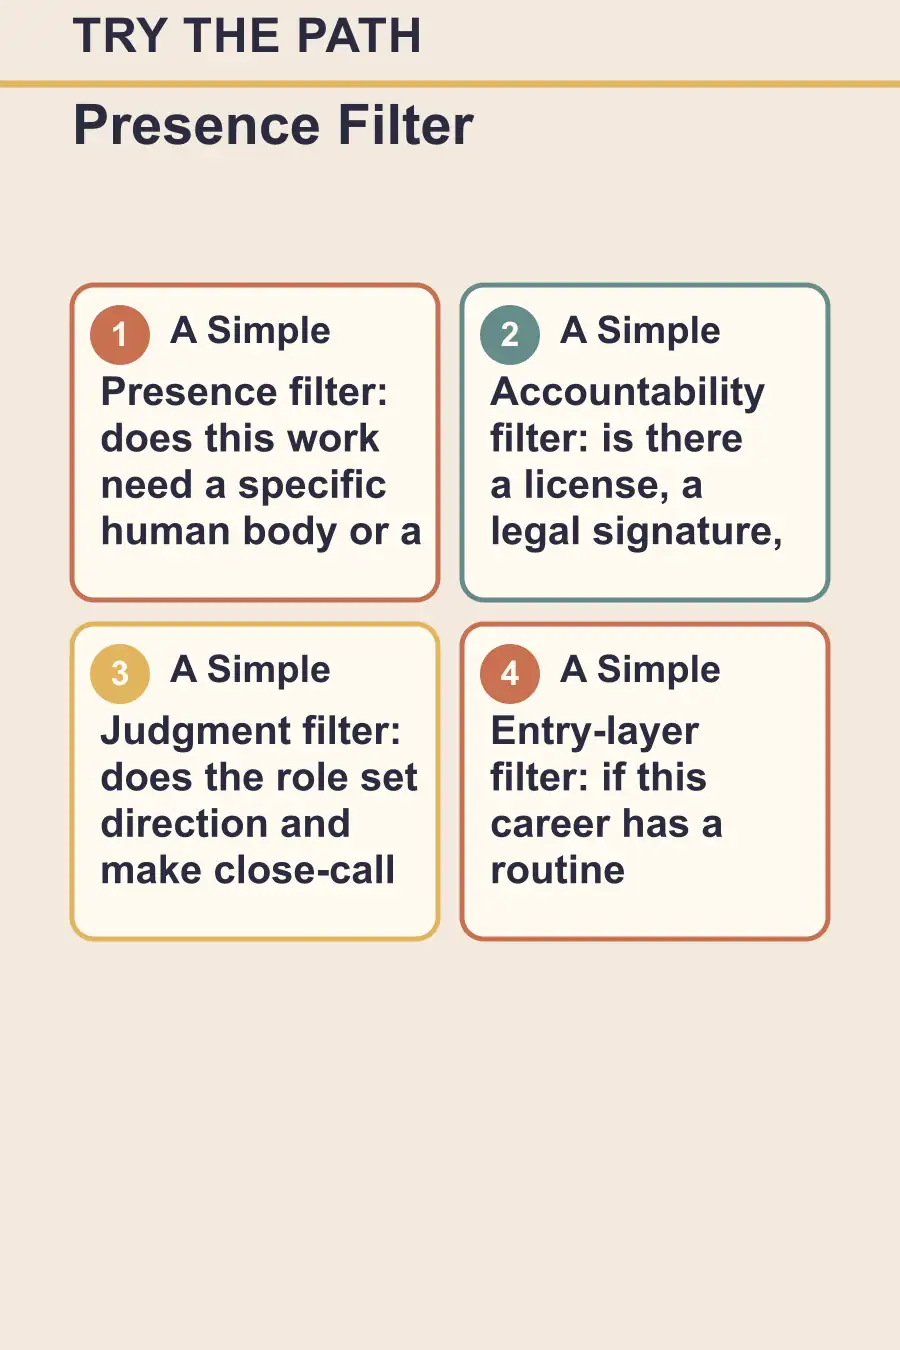 TRY THE PATH
Presence Filter
1 A Simple
Presence filter:
does this work
need a specific
human body or a
2 A Simple
Accountability
filter: is there
a license, a
legal signature,
3 A Simple
Judgment filter:
does the role set
direction and
make close-call
4 A Simple
Entry-layer
filter: if this
career has a
routine